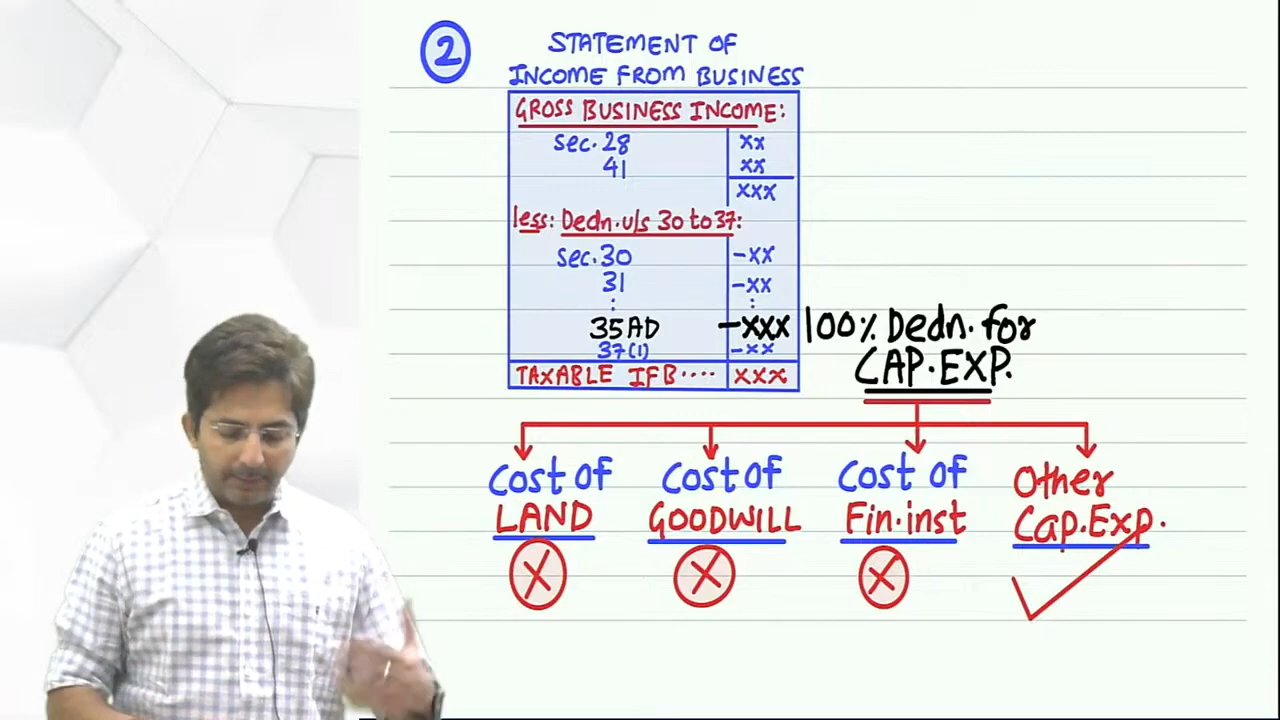 2
STATEMENT OF
INCOME FROM BUSINESS
GROSS BUSINESS INCOME:
sec. 28 xx
41 xx
xxx
less: Dedn. u/s 30 to 37:
sec. 30 -xx
31 -xx
: :
35AD -xxx 100% Dedn. for
37(1) -xx
CAP. EXP.
TAXABLE IFB.... xxx
Cost of LAND
Cost of GOODWILL
Cost of Fin. inst
Other Cap. Exp.